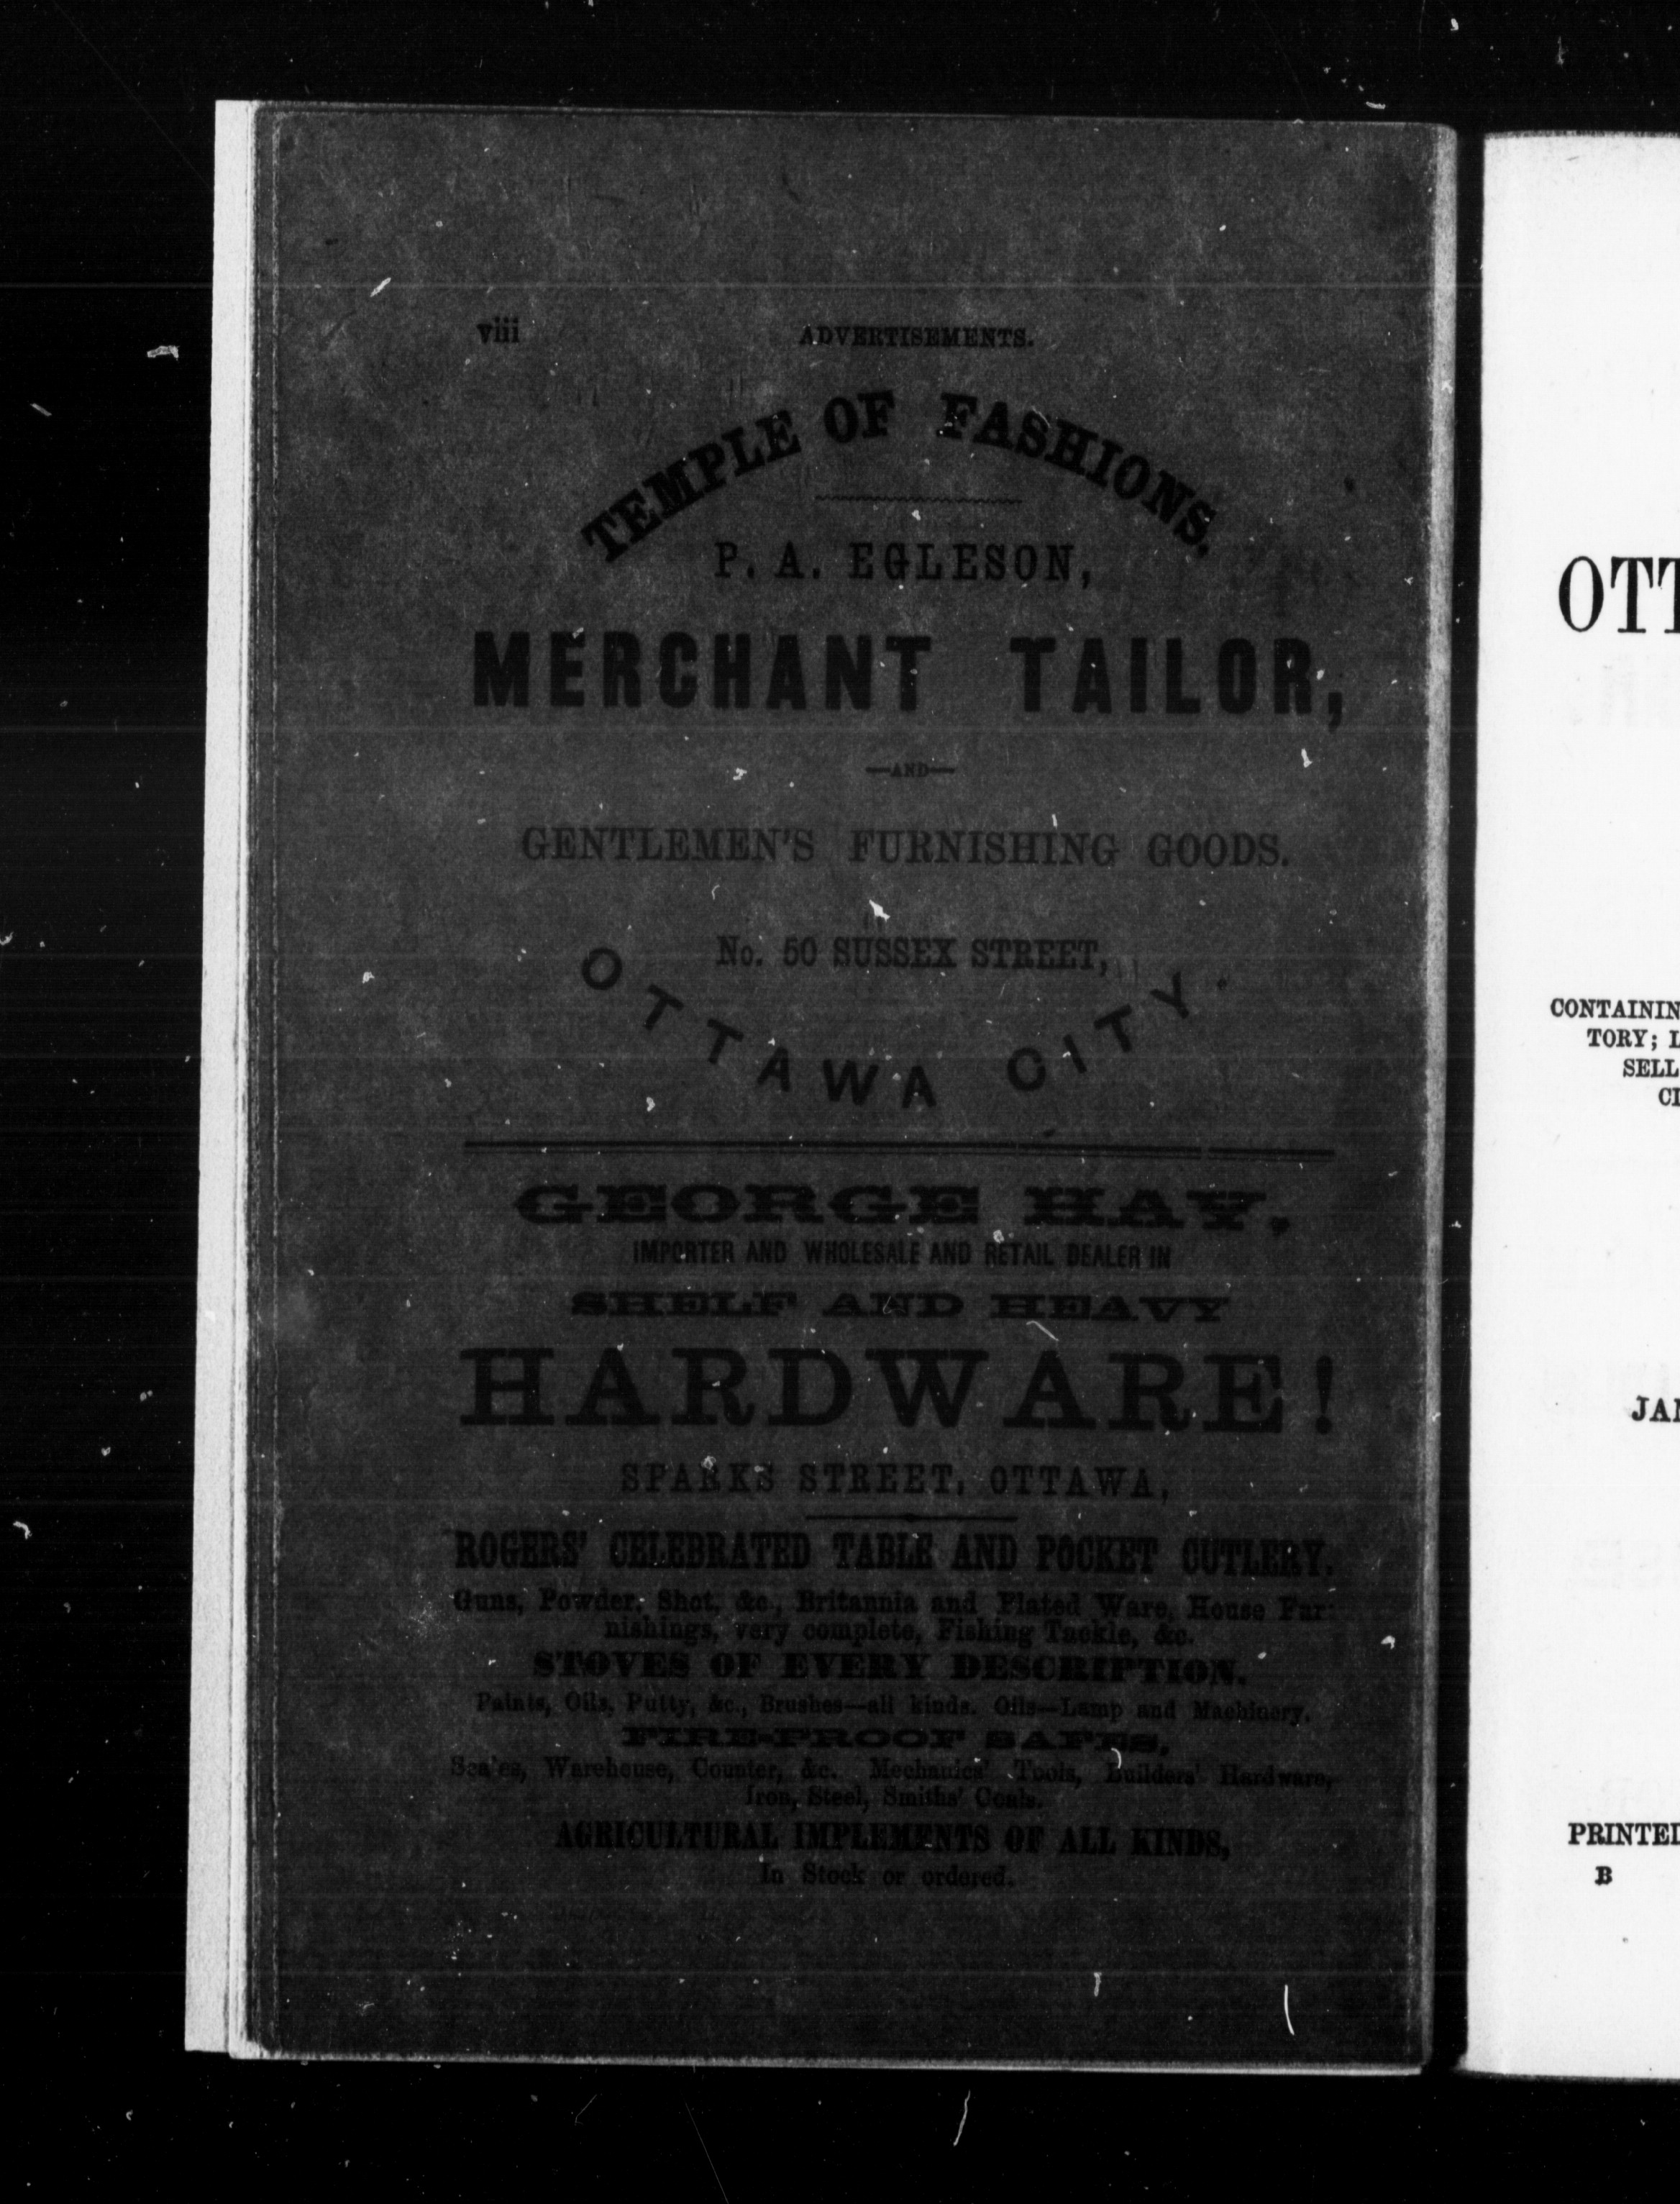 viii ADVERTISEMENTS.
TEMPLE OF FASHIONS.
P. A. EGLESON,
MERCHANT TAILOR,
—AND—
GENTLEMEN'S FURNISHING GOODS.
No. 50 SUSSEX STREET,
OTTAWA CITY.
GEORGE HAY,
IMPORTER AND WHOLESALE AND RETAIL DEALER IN
SHELF AND HEAVY
HARDWARE!
SPARKS STREET, OTTAWA,
ROGERS' CELEBRATED TABLE AND POCKET CUTLERY.
Guns, Powder, Shot, &c., Britannia and Plated Ware, House Fur-
nishings, very complete, Fishing Tackle, &c.
STOVES OF EVERY DESCRIPTION.
Paints, Oils, Putty, &c., Brushes—all kinds. Oils—Lamp and Machinery.
FIRE-PROOF SAFES,
Scales, Warehouse, Counter, &c. Mechanics' Tools, Builders' Hardware,
Iron, Steel, Smiths' Coals.
AGRICULTURAL IMPLEMENTS OF ALL KINDS,
In Stock or ordered.
OTT
CONTAININ
TORY; L
SELL
CI
JAN
PRINTED
B